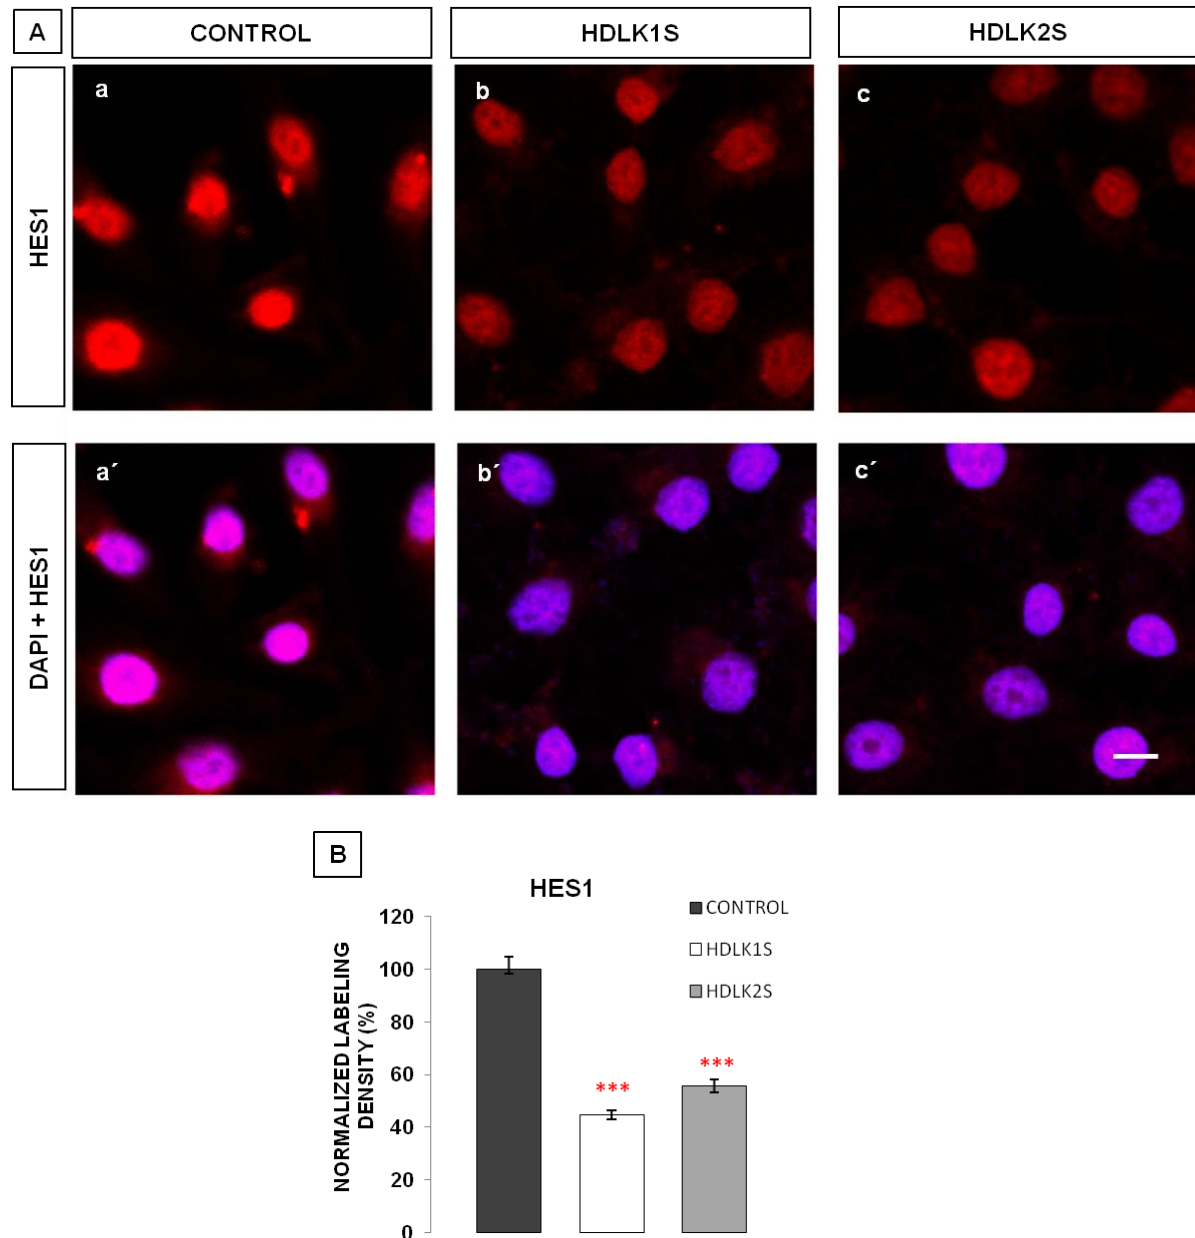 A
CONTROL
HDLK1S
HDLK2S
HES1
a
b
c
DAPI + HES1
a´
b´
c´
B
HES1
CONTROL
HDLK1S
HDLK2S
NORMALIZED LABELING
DENSITY (%)
120
100
80
60
40
20
0
***
***